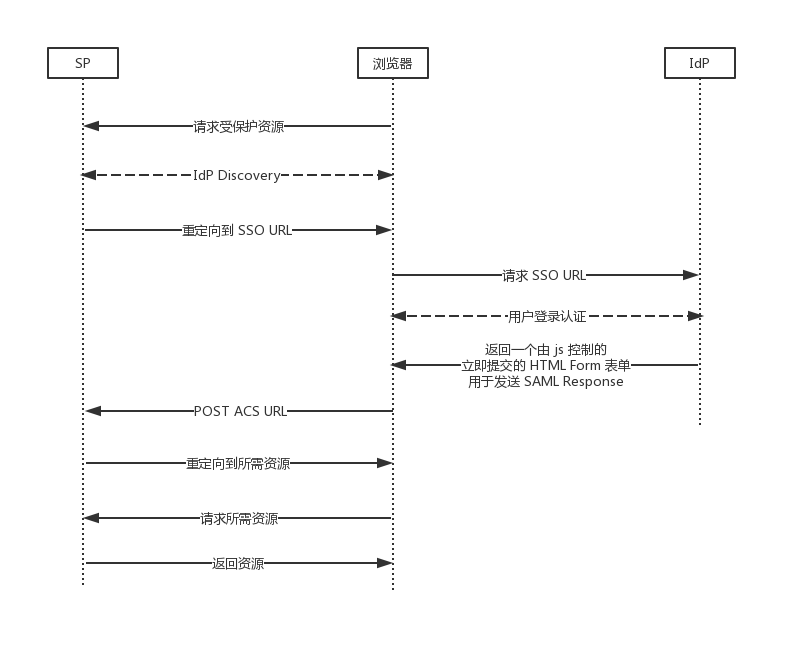 SP
浏览器
IdP
请求受保护资源
IdP Discovery
重定向到 SSO URL
请求 SSO URL
用户登录认证
返回一个由 js 控制的
立即提交的 HTML Form 表单
用于发送 SAML Response
POST ACS URL
重定向到所需资源
请求所需资源
返回资源